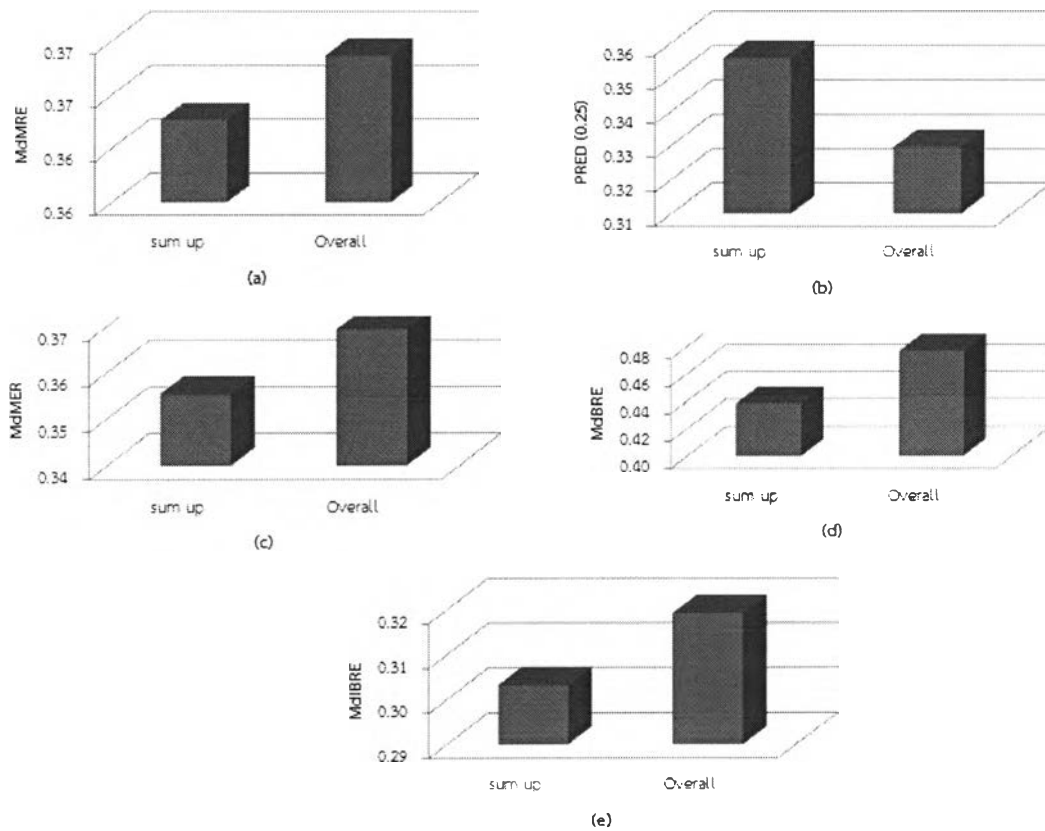 MdMRE
0.37
0.37
0.36
0.36
sum up Overall
(a)
PRED (0.25)
0.36
0.35
0.34
0.33
0.32
0.31
sum up Overall
(b)
MdMER
0.37
0.36
0.35
0.34
sum up Overall
(c)
MdBRE
0.48
0.46
0.44
0.42
0.40
sum up Overall
(d)
MdIBRE
0.32
0.31
0.30
0.29
sum up Overall
(e)